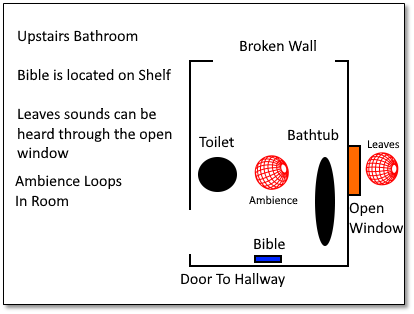 Upstairs Bathroom
Bible is located on Shelf
Leaves sounds can be
heard through the open
window
Ambience Loops
In Room
Broken Wall
Toilet
Bathtub
Leaves
Ambience
Open
Window
Bible
Door To Hallway